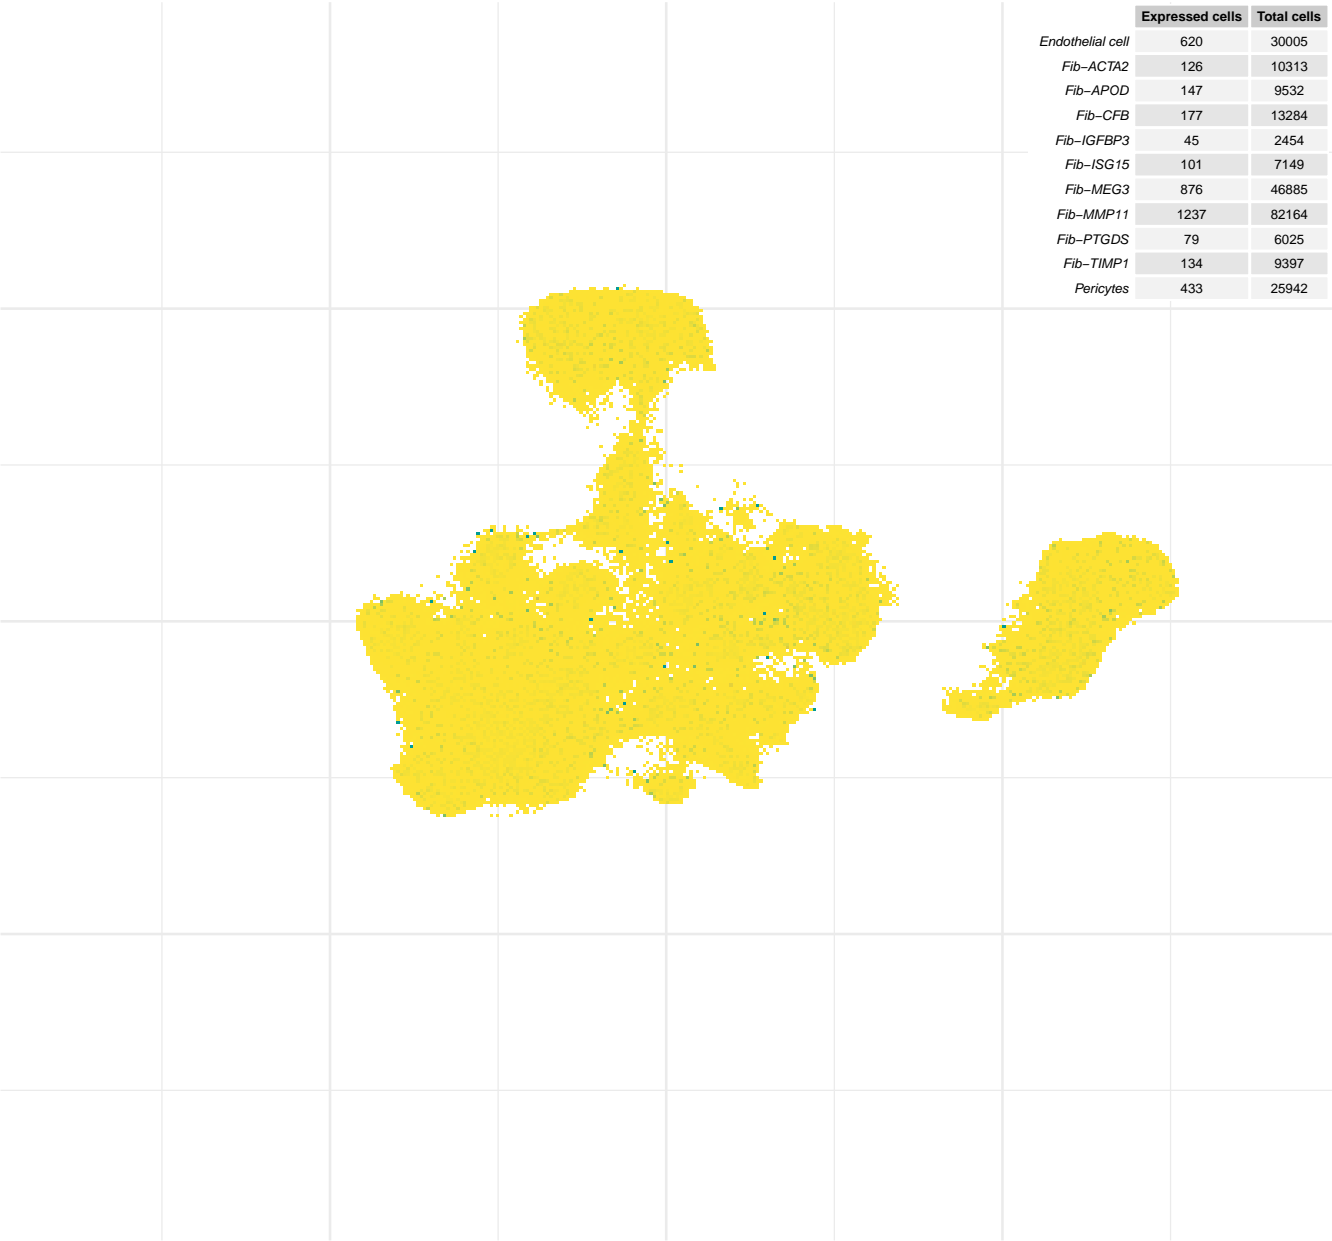 Expressed cells Total cells
Endothelial cell 620 30005
Fib−ACTA2 126 10313
Fib−APOD 147 9532
Fib−CFB 177 13284
Fib−IGFBP3 45 2454
Fib−ISG15 101 7149
Fib−MEG3 876 46885
Fib−MMP11 1237 82164
Fib−PTGDS 79 6025
Fib−TIMP1 134 9397
Pericytes 433 25942